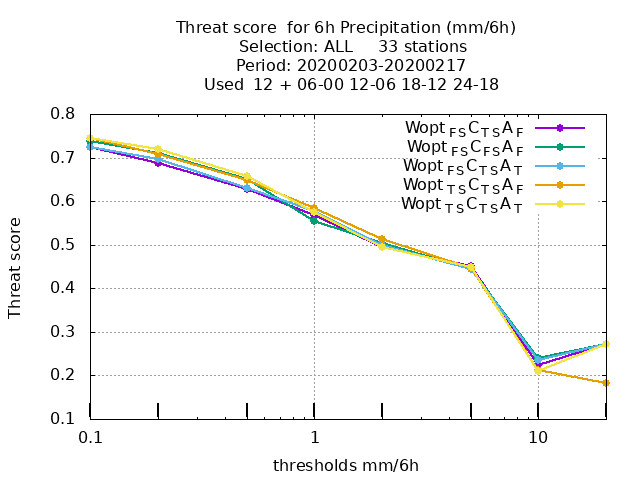 Threat score for 6h Precipitation (mm/6h)
Selection: ALL 33 stations
Period: 20200203-20200217
Used 12 + 06-00 12-06 18-12 24-18
Wopt FS C TS A F
Wopt FS C FS A F
Wopt FS C TS A T
Wopt TS C TS A F
Wopt TS C TS A T
0.8
0.7
0.6
0.5
0.4
0.3
0.2
0.1
Threat score
0.1 1 10
thresholds mm/6h